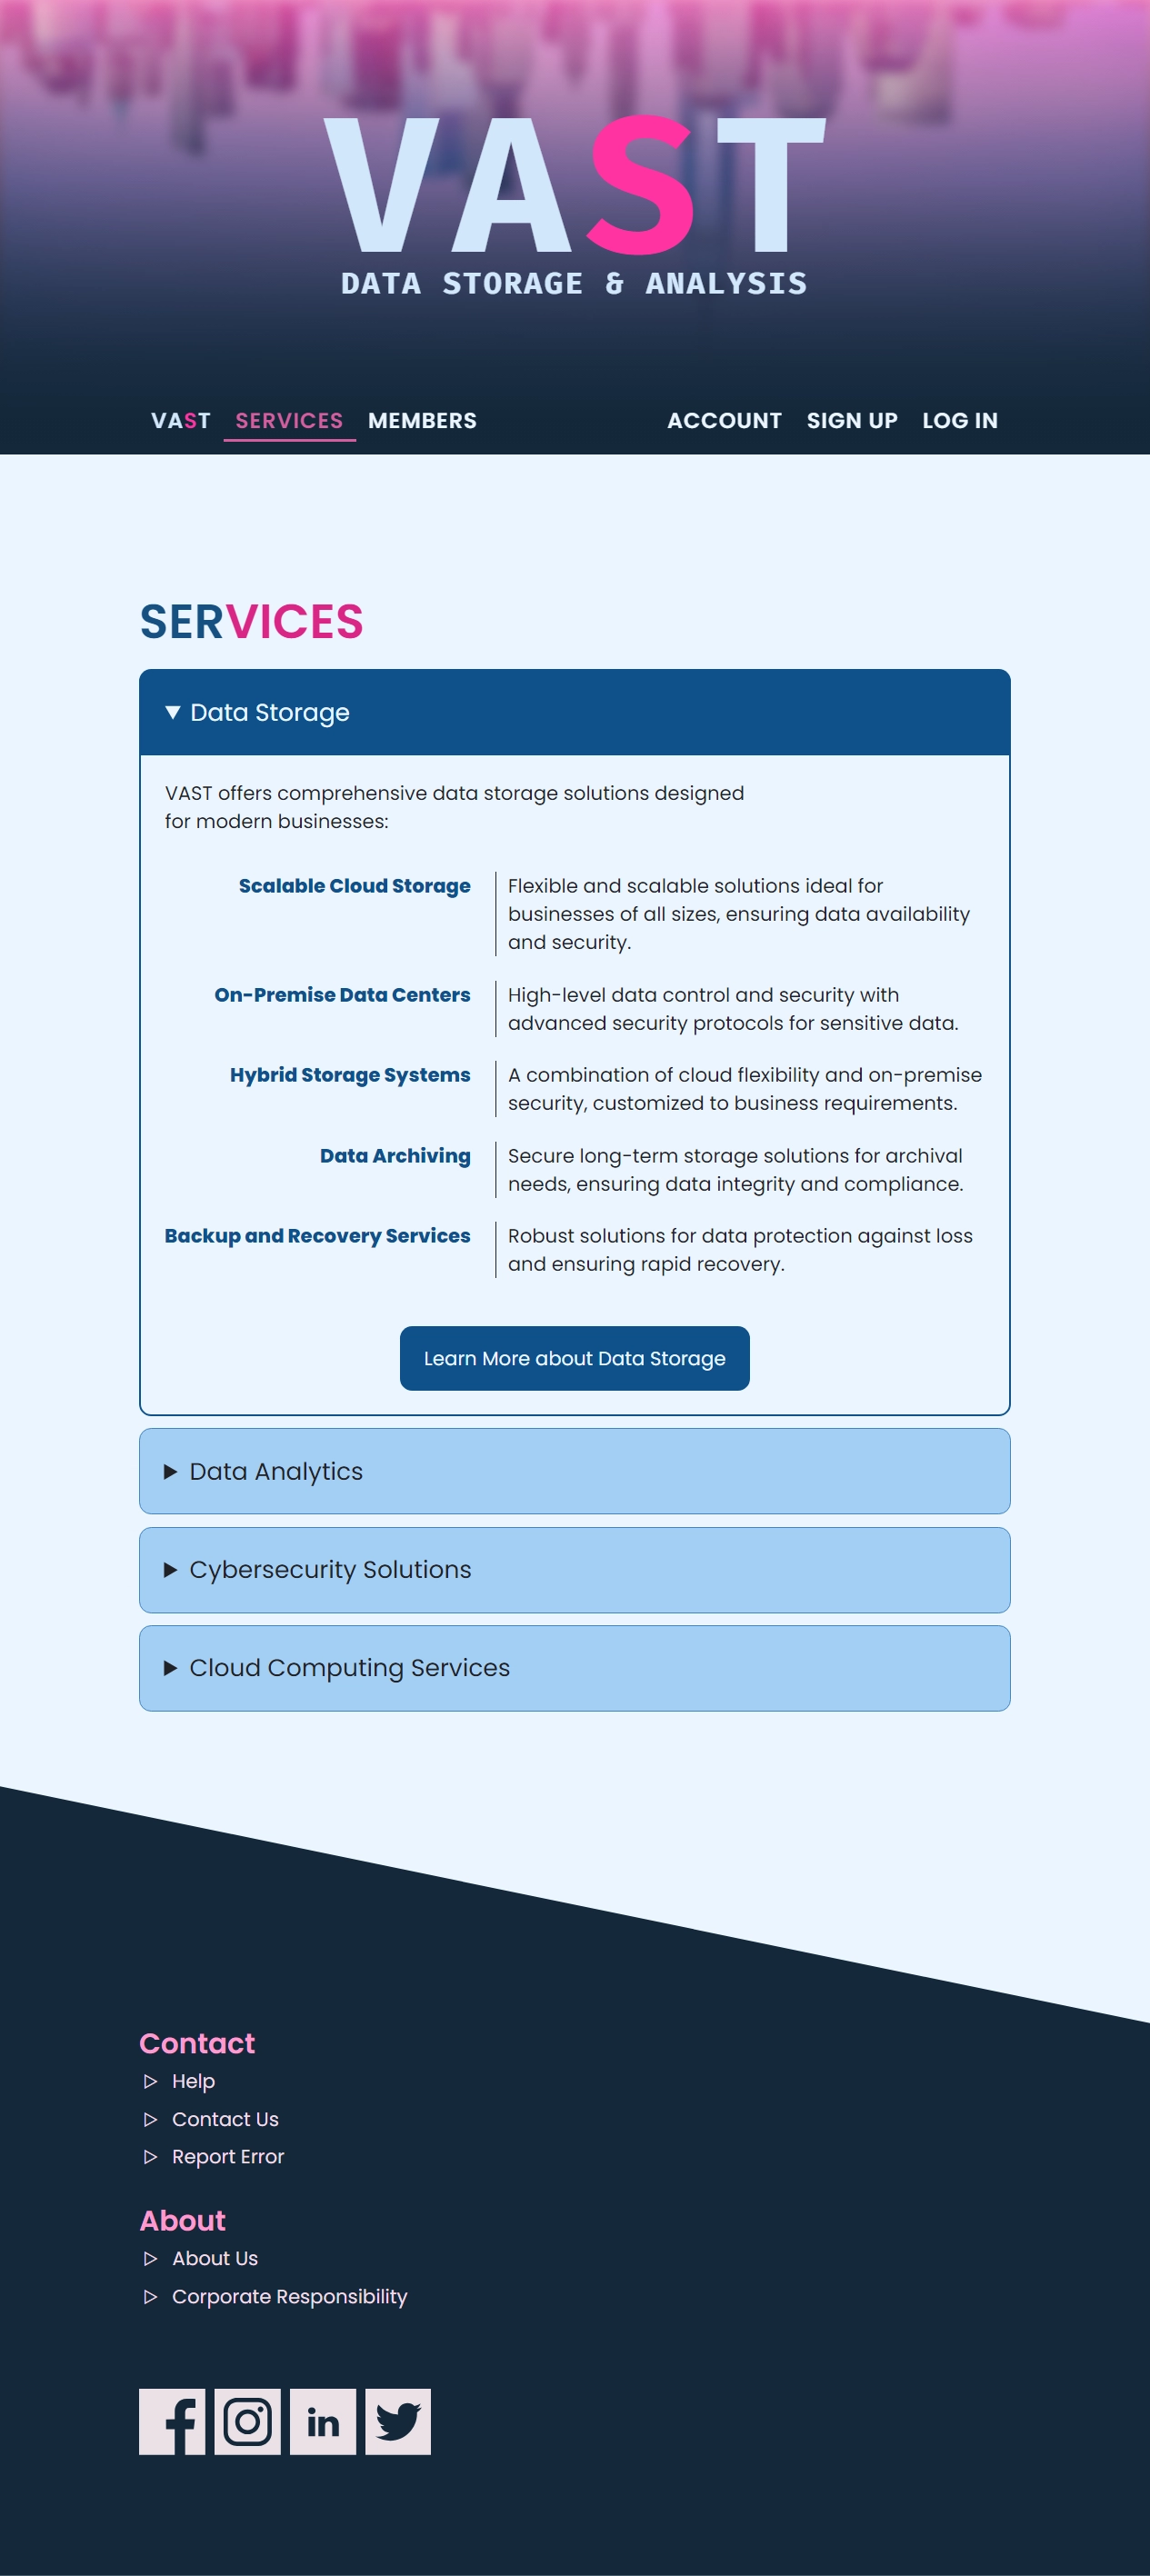 VAST
DATA STORAGE & ANALYSIS
VAST SERVICES MEMBERS ACCOUNT SIGN UP LOG IN
SERVICES
Data Storage
VAST offers comprehensive data storage solutions designed
for modern businesses:
Scalable Cloud Storage
Flexible and scalable solutions ideal for
businesses of all sizes, ensuring data availability
and security.
On-Premise Data Centers
High-level data control and security with
advanced security protocols for sensitive data.
Hybrid Storage Systems
A combination of cloud flexibility and on-premise
security, customized to business requirements.
Data Archiving
Secure long-term storage solutions for archival
needs, ensuring data integrity and compliance.
Backup and Recovery Services
Robust solutions for data protection against loss
and ensuring rapid recovery.
Learn More about Data Storage
Data Analytics
Cybersecurity Solutions
Cloud Computing Services
Contact
Help
Contact Us
Report Error
About
About Us
Corporate Responsibility